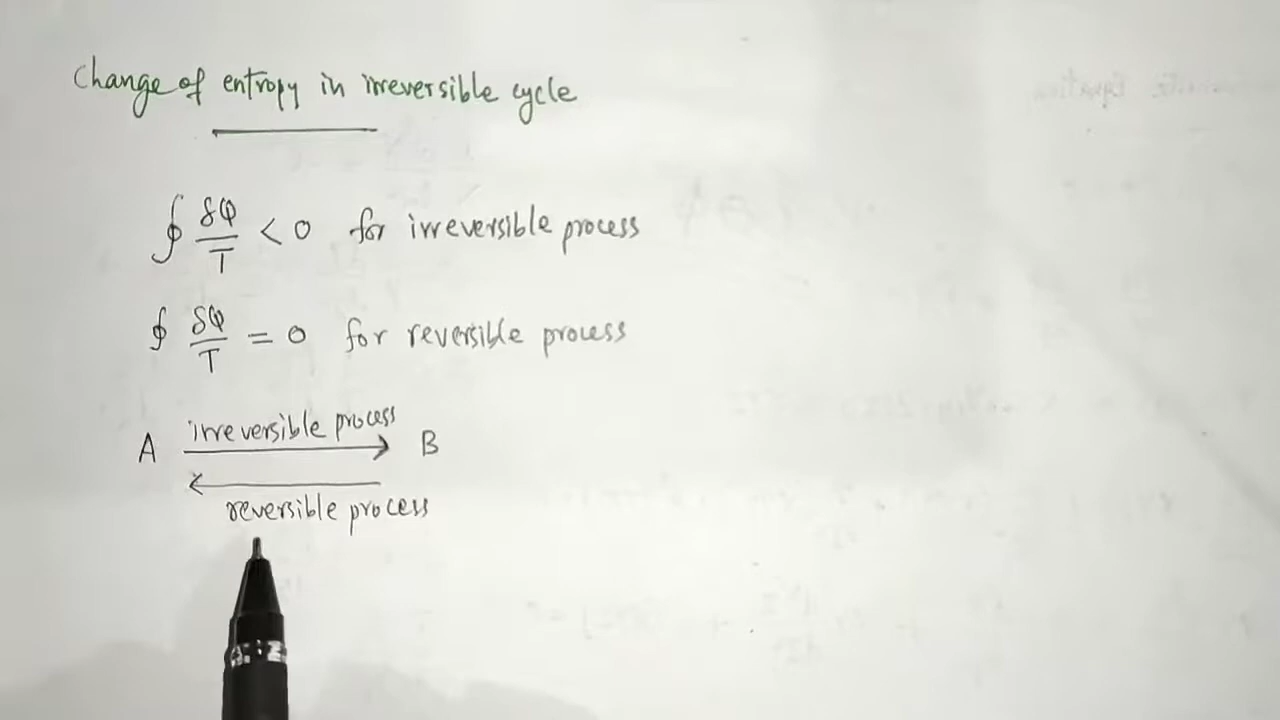 Change of entropy in irreversible cycle
∮ δQ/T < 0 for irreversible process
∮ δQ/T = 0 for reversible process
irreversible process
A → B
←
reversible process